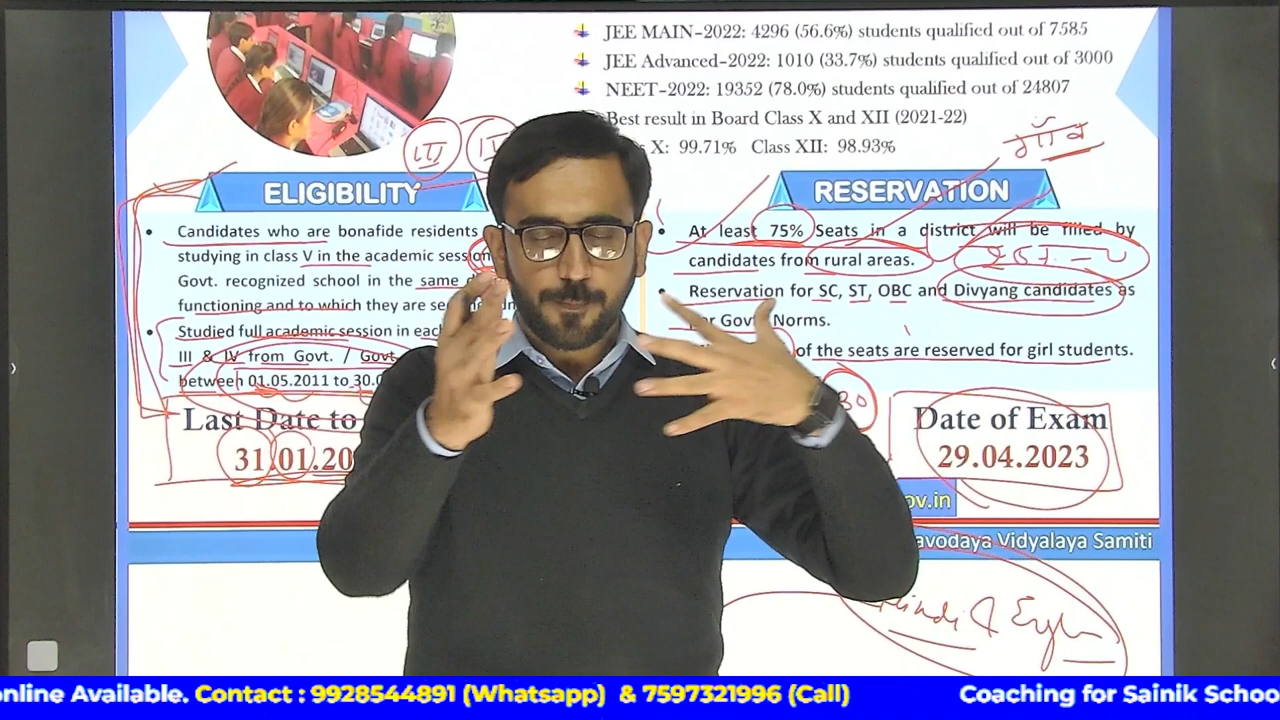 JEE MAIN–2022: 4296 (56.6%) students qualified out of 7585
JEE Advanced–2022: 1010 (33.7%) students qualified out of 3000
NEET–2022: 19352 (78.0%) students qualified out of 24807
Best result in Board Class X and XII (2021-22)
X: 99.71% Class XII: 98.93%
III
IV
गाँव
ELIGIBILITY
Candidates who are bonafide residents
studying in class V in the academic session
Govt. recognized school in the same
functioning and to which they are
Studied full academic session in each
III & IV from Govt. / Govt.
between 01.05.2011 to 30.0
Last Date to
31.01.20
RESERVATION
At least 75% Seats in a district will be filled by
candidates from rural areas.
25% - U
Reservation for SC, ST, OBC and Divyang candidates as
per Govt. Norms.
of the seats are reserved for girl students.
80
Date of Exam
29.04.2023
ov.in
avodaya Vidyalaya Samiti
Hindi & Engl
online Available. Contact : 9928544891 (Whatsapp) & 7597321996 (Call) Coaching for Sainik Schoo